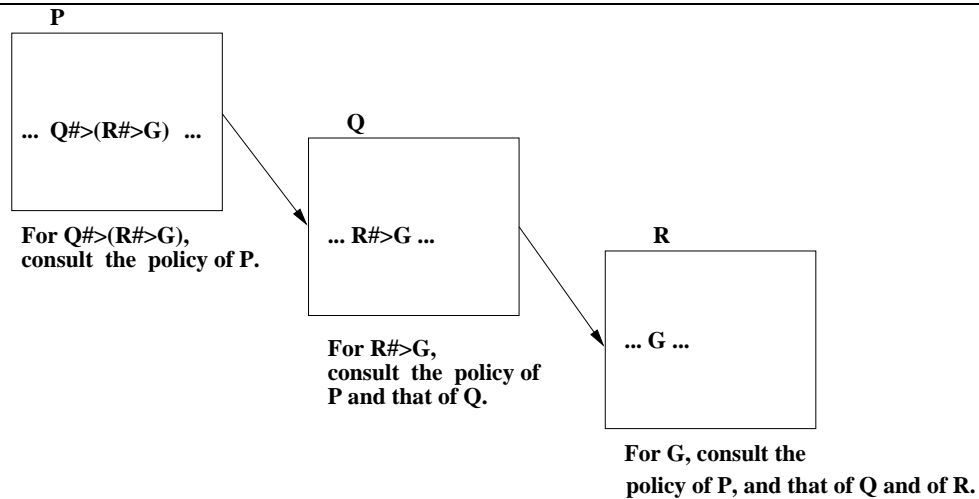 P
... Q#>(R#>G) ...
For Q#>(R#>G),
consult the policy of P.
Q
... R#>G ...
For R#>G,
consult the policy of
P and that of Q.
R
... G ...
For G, consult the
policy of P, and that of Q and of R.